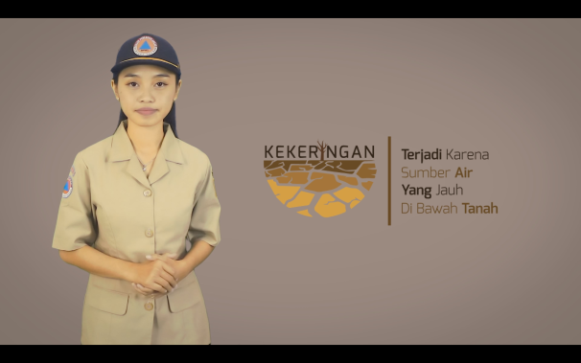 KEKERINGAN
Terjadi Karena
Sumber Air
Yang Jauh
Di Bawah Tanah